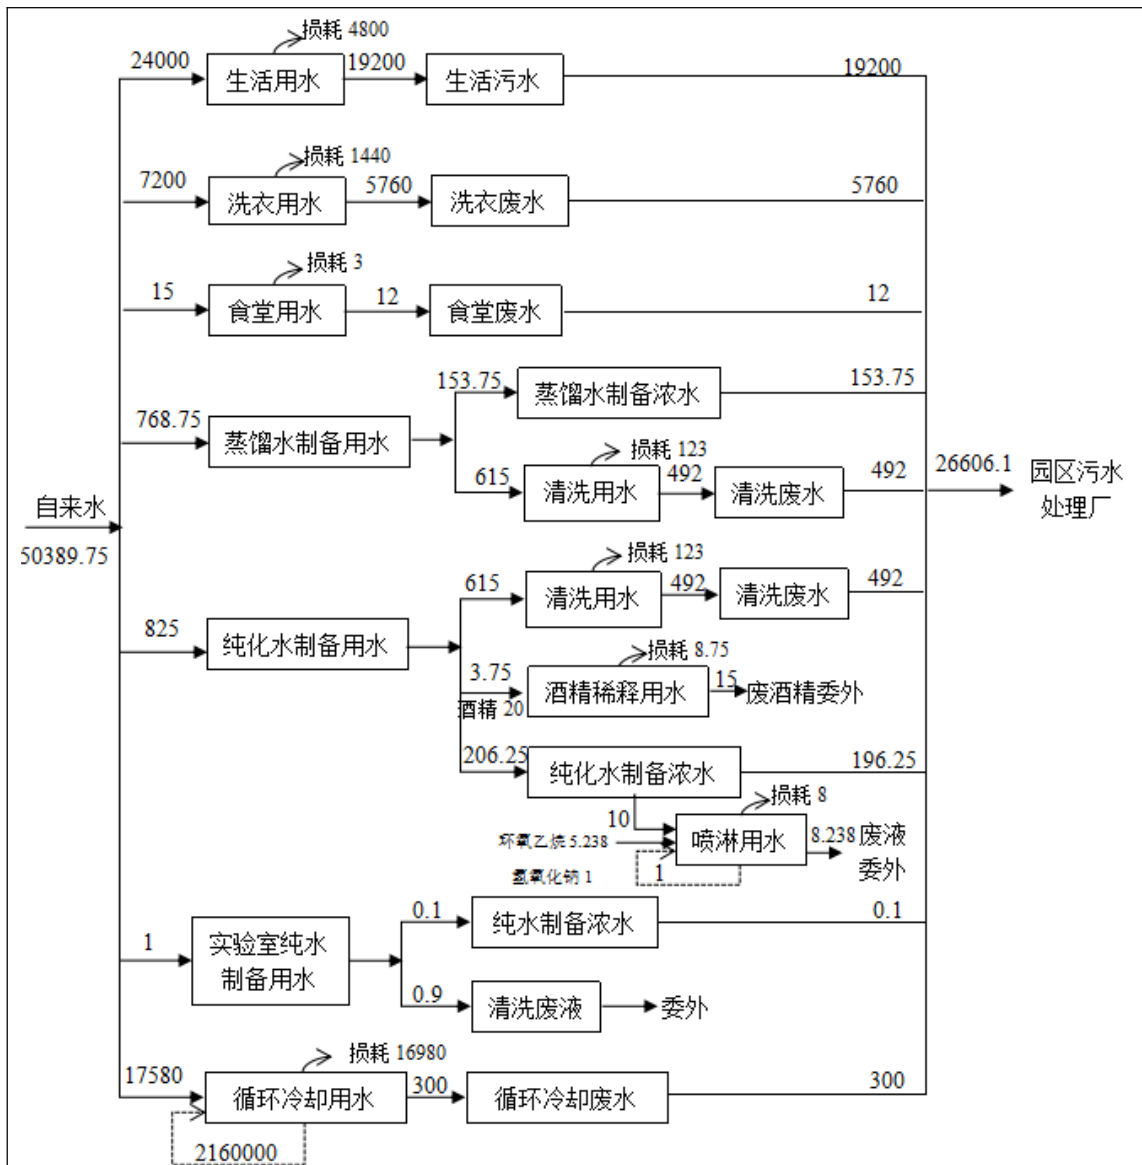 损耗 4800
24000
生活用水
19200
生活污水
19200
损耗 1440
7200
洗衣用水
5760
洗衣废水
5760
损耗 3
15
食堂用水
12
食堂废水
12
153.75
蒸馏水制备浓水
153.75
768.75
蒸馏水制备用水
损耗 123
615
清洗用水
492
清洗废水
492
26606.1
园区污水
处理厂
自来水
50389.75
损耗 123
615
清洗用水
492
清洗废水
492
825
纯化水制备用水
损耗 8.75
3.75
酒精 20
酒精稀释用水
15
废酒精委外
206.25
纯化水制备浓水
196.25
损耗 8
10
环氧乙烷 5.238
喷淋用水
8.238
废液
委外
1
氢氧化钠 1
0.1
纯水制备浓水
0.1
1
实验室纯水
制备用水
0.9
清洗废液
委外
损耗 16980
17580
循环冷却用水
300
循环冷却废水
300
2160000